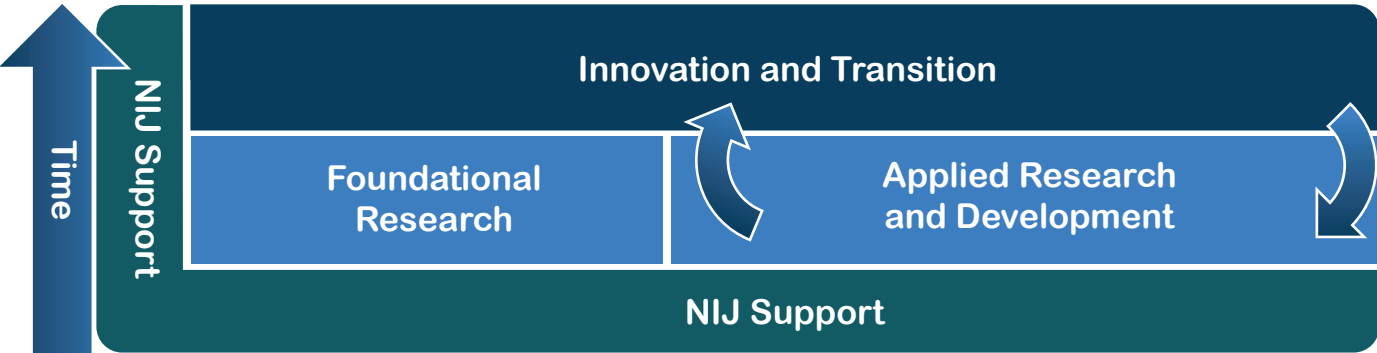 Time
NIJ Support
Innovation and Transition
Foundational
Research
Applied Research
and Development
NIJ Support